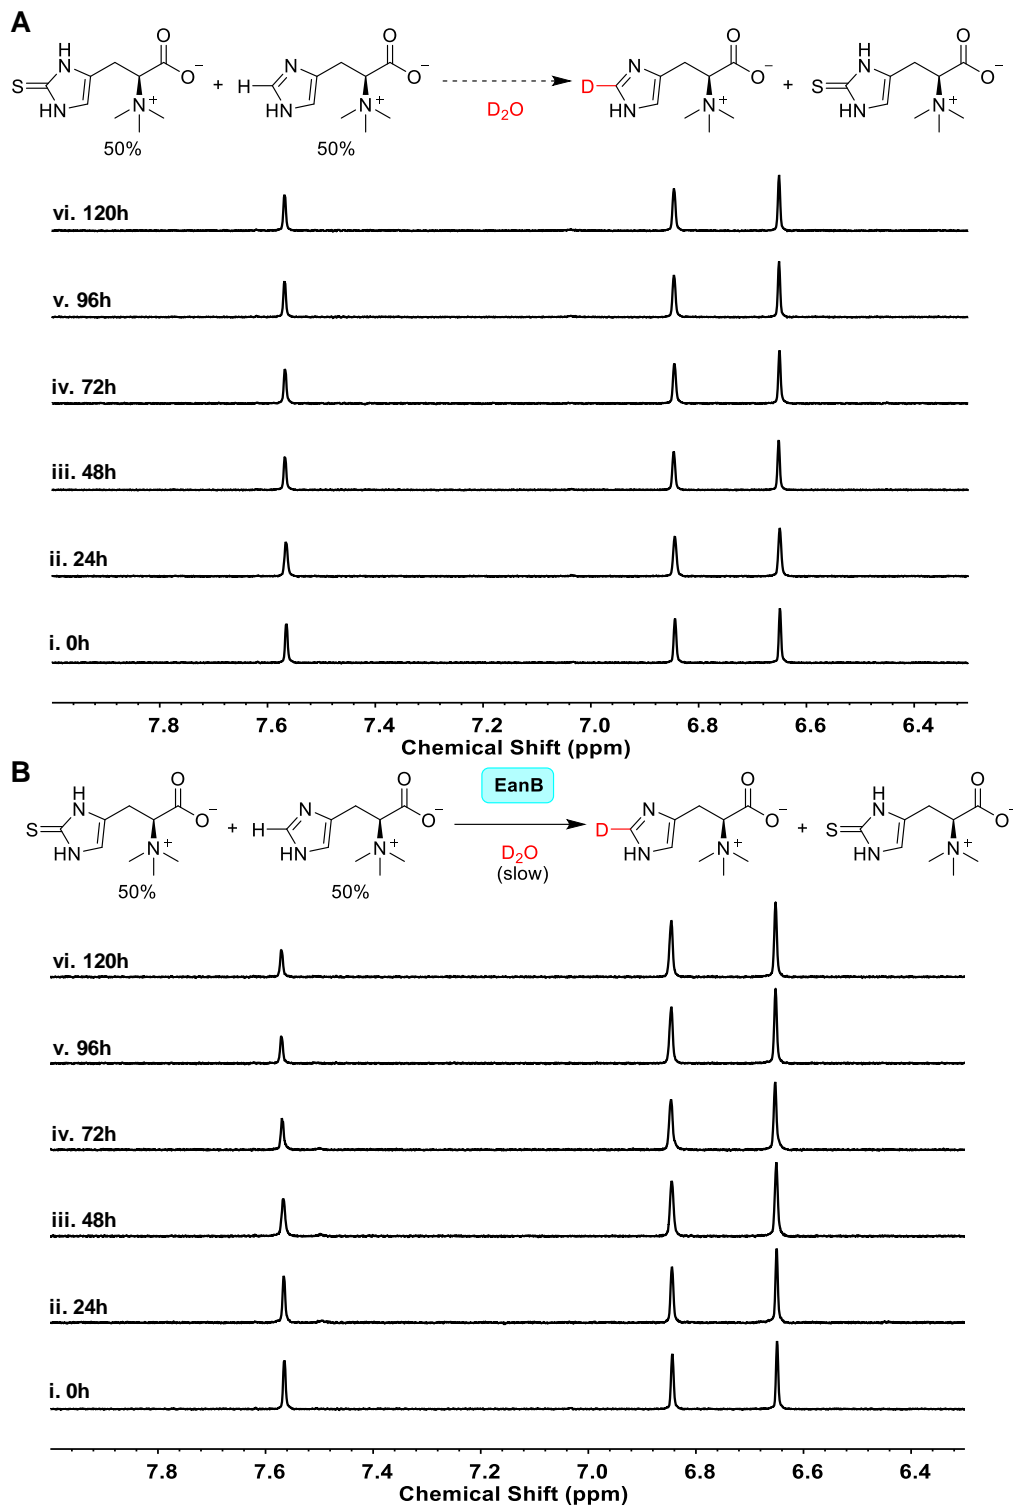 A
H N S HN O O⁻ N⁺ 50%
+
H N HN O O⁻ N⁺ 50%
D₂O
D N HN O O⁻ N⁺
+
H N S HN O O⁻ N⁺
vi. 120h
v. 96h
iv. 72h
iii. 48h
ii. 24h
i. 0h
7.8 7.6 7.4 7.2 7.0 6.8 6.6 6.4
Chemical Shift (ppm)
B
H N S HN O O⁻ N⁺ 50%
+
H N HN O O⁻ N⁺ 50%
EanB
D₂O
(slow)
D N HN O O⁻ N⁺
+
H N S HN O O⁻ N⁺
vi. 120h
v. 96h
iv. 72h
iii. 48h
ii. 24h
i. 0h
7.8 7.6 7.4 7.2 7.0 6.8 6.6 6.4
Chemical Shift (ppm)